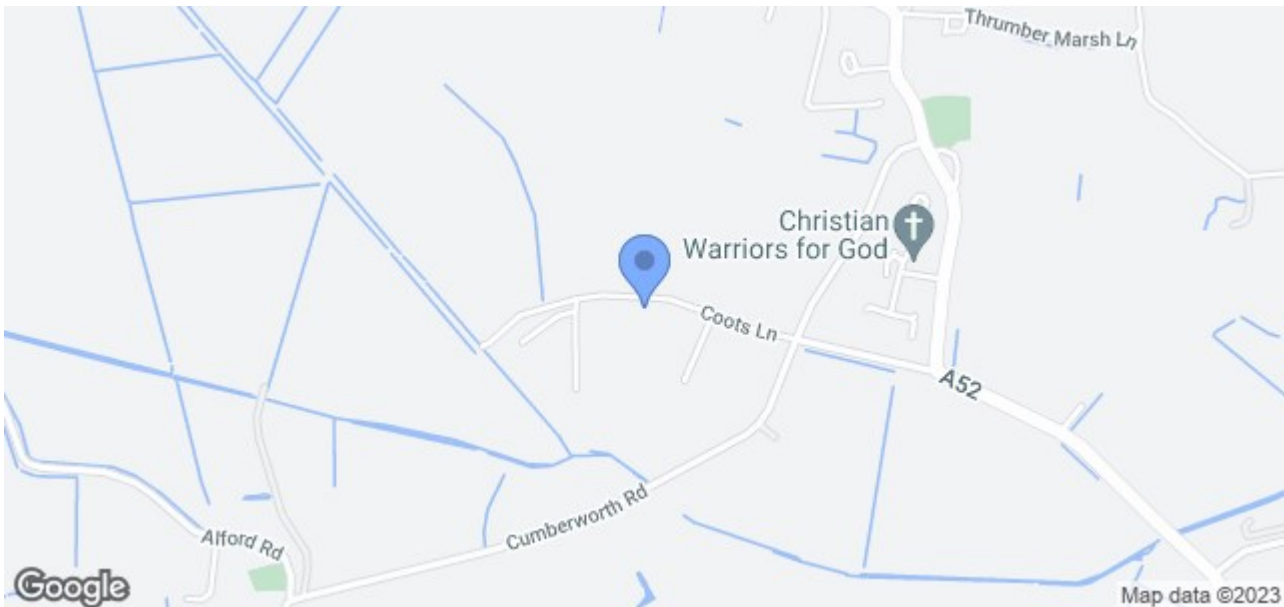 Thrumber Marsh Ln
Christian
Warriors for God
Coots Ln
A52
Cumberworth Rd
Alford Rd
Google
Map data ©2023